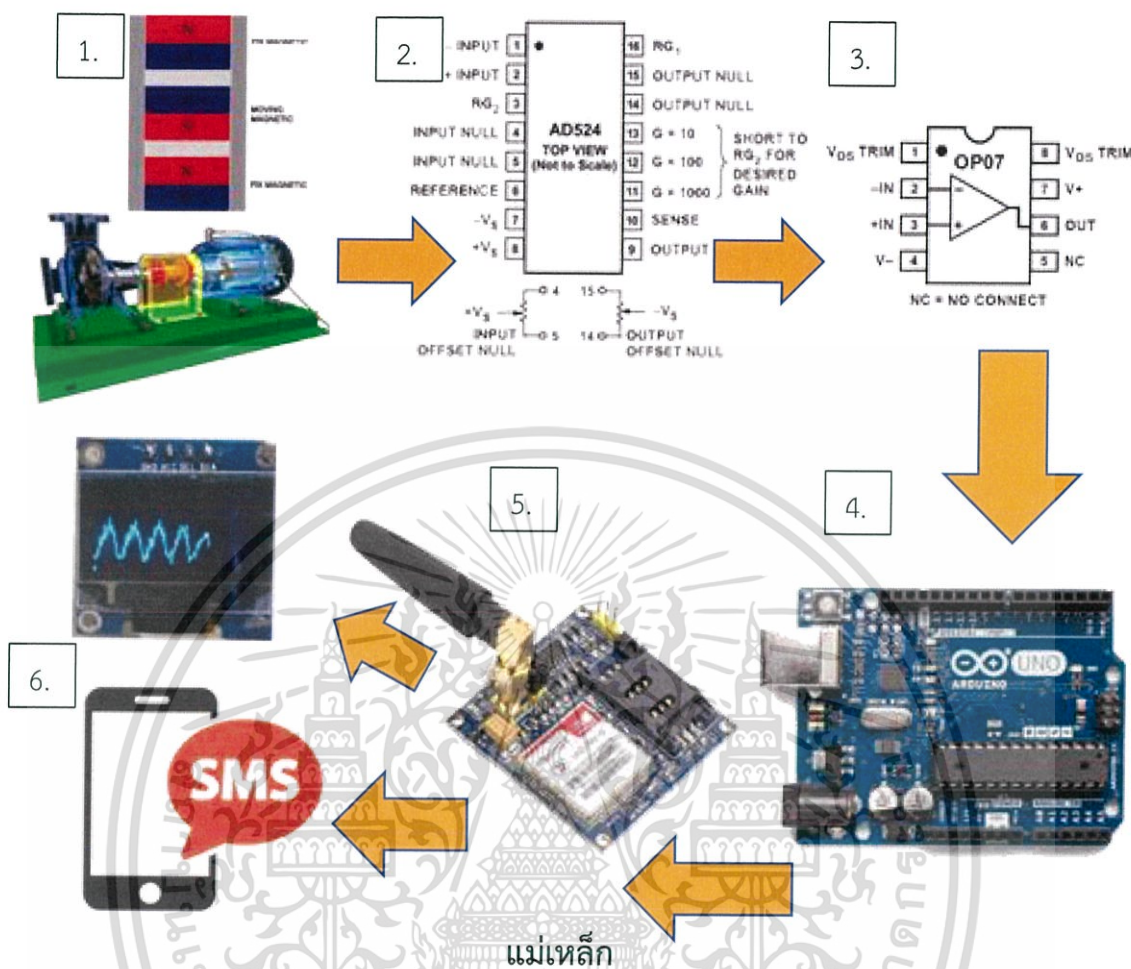 1.
FIX MAGNETIC
MOVING
MAGNETIC
FIX MAGNETIC
2.
- INPUT 1
+ INPUT 2
RG2 3
INPUT NULL 4
INPUT NULL 5
REFERENCE 6
-VS 7
+VS 8
AD524
TOP VIEW
(Not to Scale)
16 RG1
15 OUTPUT NULL
14 OUTPUT NULL
13 G = 10
12 G = 100
11 G = 1000
10 SENSE
9 OUTPUT
SHORT TO
RG2 FOR
DESIRED
GAIN
+VS
4
5
INPUT
OFFSET NULL
15
14
-VS
OUTPUT
OFFSET NULL
3.
OP07
VOS TRIM 1
-IN 2
+IN 3
V- 4
8 VOS TRIM
7 V+
6 OUT
5 NC
NC = NO CONNECT
4.
UNO
ARDUINO
5.
6.
SMS
แม่เหล็ก